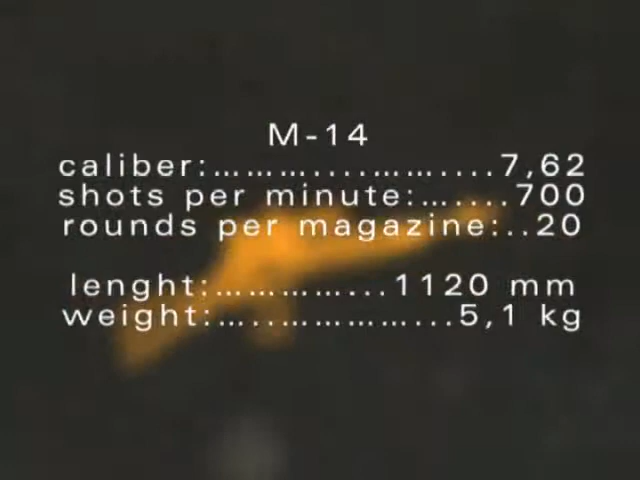 M-14
caliber:...................................7,62
shots per minute:.......700
rounds per magazine:..20
lenght:...............1120 mm
weight:......................5,1 kg